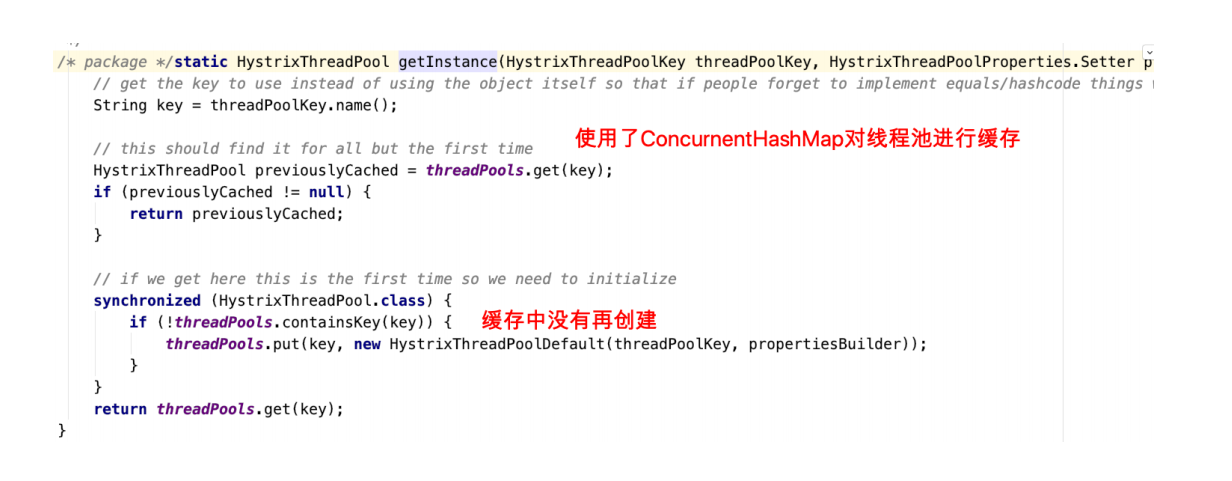 */
/* package */static HystrixThreadPool getInstance(HystrixThreadPoolKey threadPoolKey, HystrixThreadPoolProperties.Setter p
// get the key to use instead of using the object itself so that if people forget to implement equals/hashcode things
String key = threadPoolKey.name();
使用了ConcurnentHashMap对线程池进行缓存
// this should find it for all but the first time
HystrixThreadPool previouslyCached = threadPools.get(key);
if (previouslyCached != null) {
return previouslyCached;
}
// if we get here this is the first time so we need to initialize
synchronized (HystrixThreadPool.class) {
if (!threadPools.containsKey(key)) { 缓存中没有再创建
threadPools.put(key, new HystrixThreadPoolDefault(threadPoolKey, propertiesBuilder));
}
}
return threadPools.get(key);
}